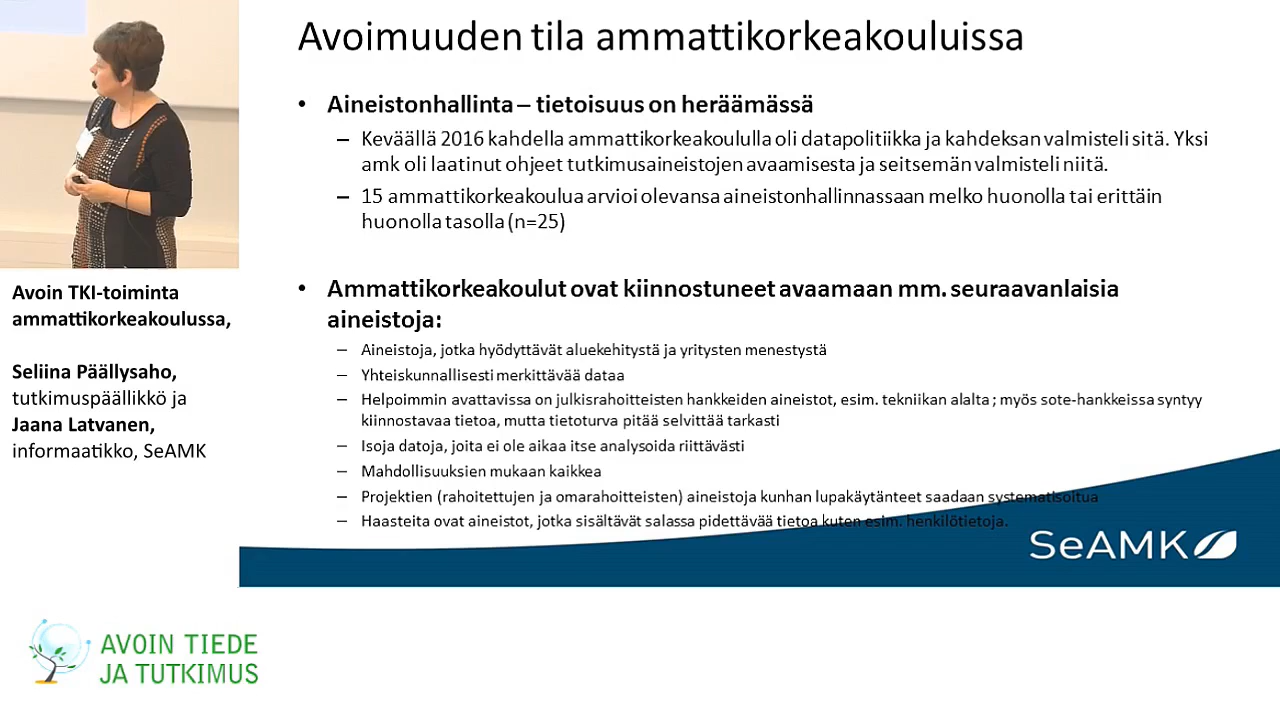 Avoimuuden tila ammattikorkeakouluissa
• Aineistonhallinta – tietoisuus on heräämässä
– Keväällä 2016 kahdella ammattikorkeakoululla oli datapolitiikka ja kahdeksan valmisteli sitä. Yksi
amk oli laatinut ohjeet tutkimusaineistojen avaamisesta ja seitsemän valmisteli niitä.
– 15 ammattikorkeakoulua arvioi olevansa aineistonhallinnassaan melko huonolla tai erittäin
huonolla tasolla (n=25)
• Ammattikorkeakoulut ovat kiinnostuneet avaamaan mm. seuraavanlaisia
aineistoja:
– Aineistoja, jotka hyödyttävät aluekehitystä ja yritysten menestystä
– Yhteiskunnallisesti merkittävää dataa
– Helpoimmin avattavissa on julkisrahoitteisten hankkeiden aineistot, esim. tekniikan alalta ; myös sote-hankkeissa syntyy
kiinnostavaa tietoa, mutta tietoturva pitää selvittää tarkasti
– Isoja datoja, joita ei ole aikaa itse analysoida riittävästi
– Mahdollisuuksien mukaan kaikkea
– Projektien (rahoitettujen ja omarahoitteisten) aineistoja kunhan lupakäytänteet saadaan systematisoitua
– Haasteita ovat aineistot, jotka sisältävät salassa pidettävää tietoa kuten esim. henkilötietoja.
SeAMK
Avoin TKI-toiminta
ammattikorkeakoulussa,
Seliina Päällysaho,
tutkimuspäällikkö ja
Jaana Latvanen,
informaatikko, SeAMK
AVOIN TIEDE
JA TUTKIMUS